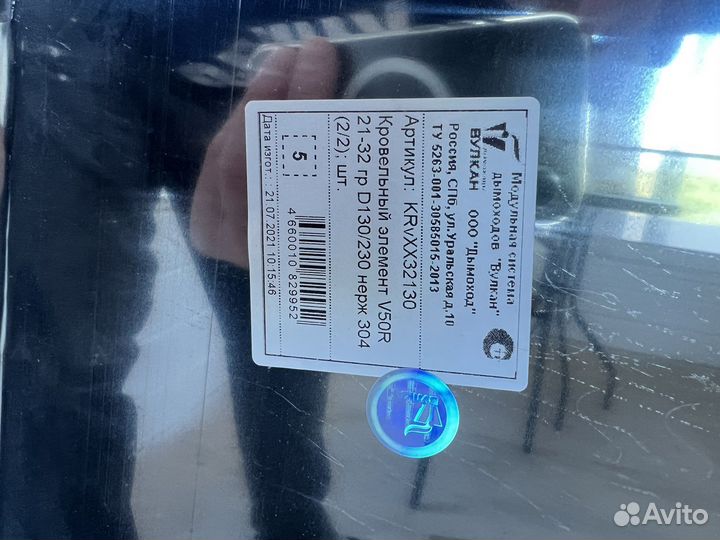 Модульная система
дымоходов "Вулкан"
ВУЛКАН ООО "Дымоход"
Россия, СПб, ул.Уральская д.10
ТУ 5263-001-30585015-2013
Артикул: KRvXX32130
Кровельный элемент V50R
21-32 гр D130/230 нерж 304
(2/2); шт.
5
4 660010 829952
Дата изгот.: 21.07.2021 10:15:46
Avito